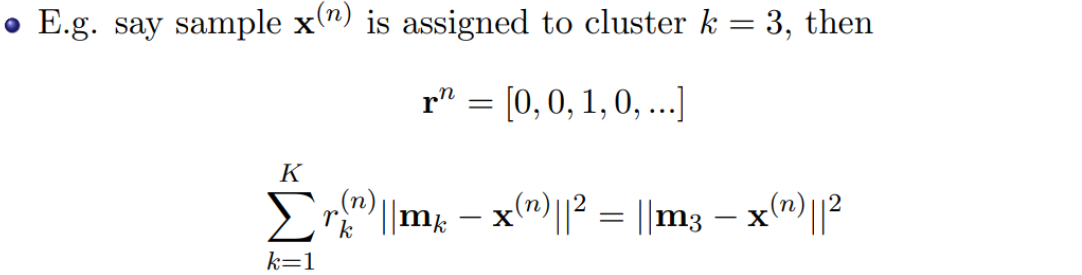 • E.g. say sample x^(n) is assigned to cluster k = 3, then
r^n = [0, 0, 1, 0, ...]
∑_{k=1}^{K} r_k^(n) ||m_k − x^(n)||² = ||m_3 − x^(n)||²